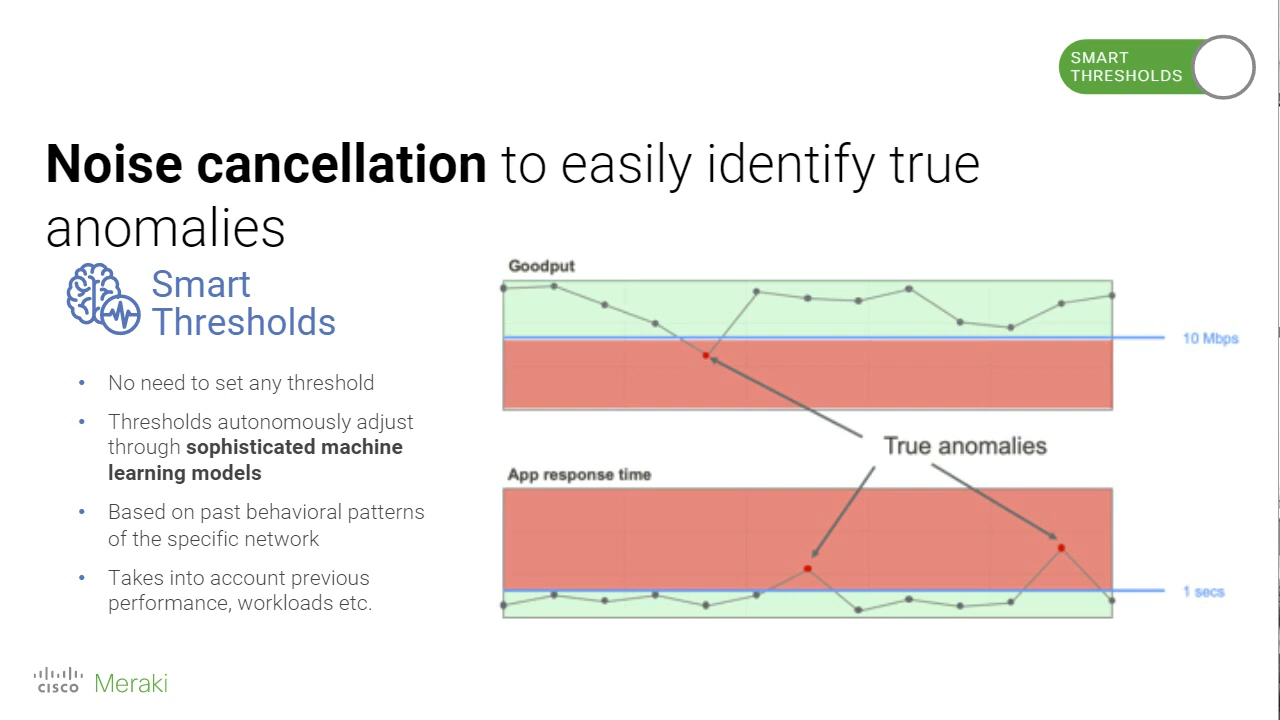 SMART
THRESHOLDS
Noise cancellation to easily identify true
anomalies
Smart
Thresholds
• No need to set any threshold
• Thresholds autonomously adjust
through sophisticated machine
learning models
• Based on past behavioral patterns
of the specific network
• Takes into account previous
performance, workloads etc.
Goodput
10 Mbps
True anomalies
App response time
1 secs
CISCO Meraki